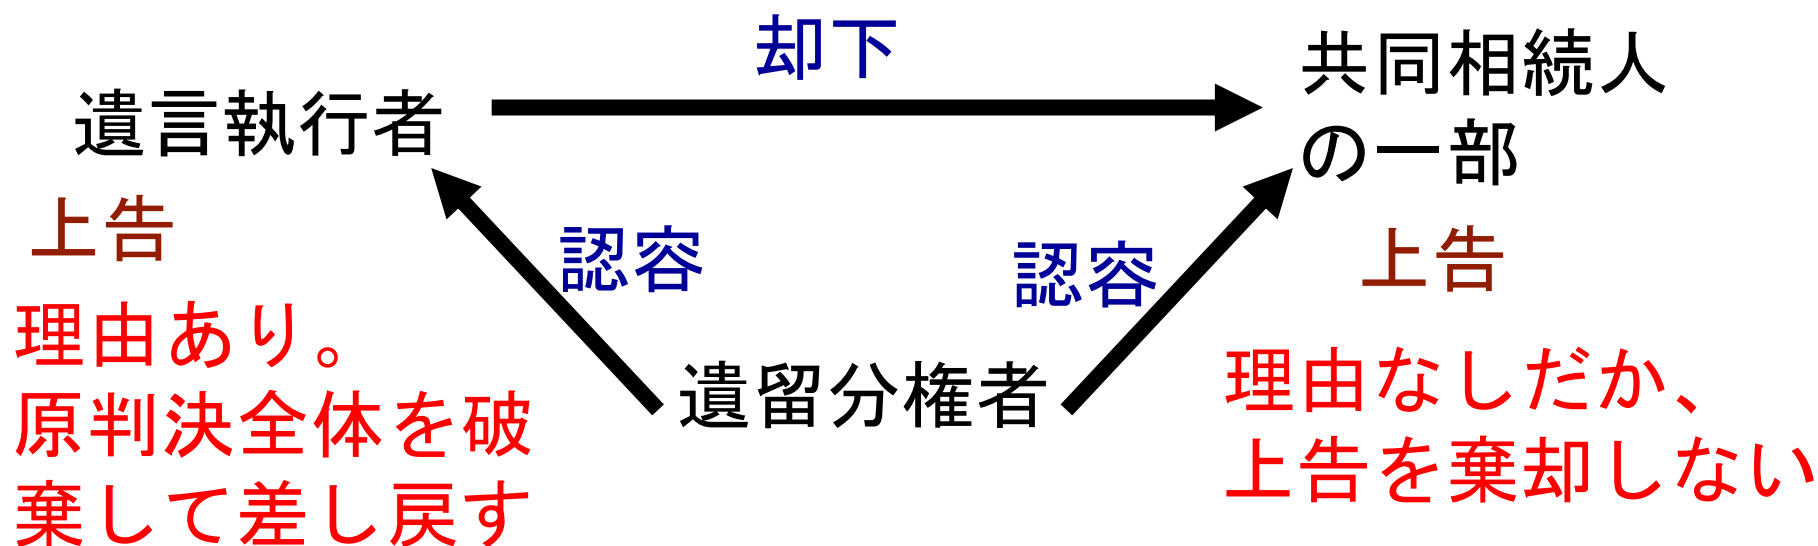 却下
遺言執行者
共同相続人
の一部
上告
認容
認容
上告
理由あり。
原判決全体を破
棄して差し戻す
遺留分権者
理由なしだか、
上告を棄却しない